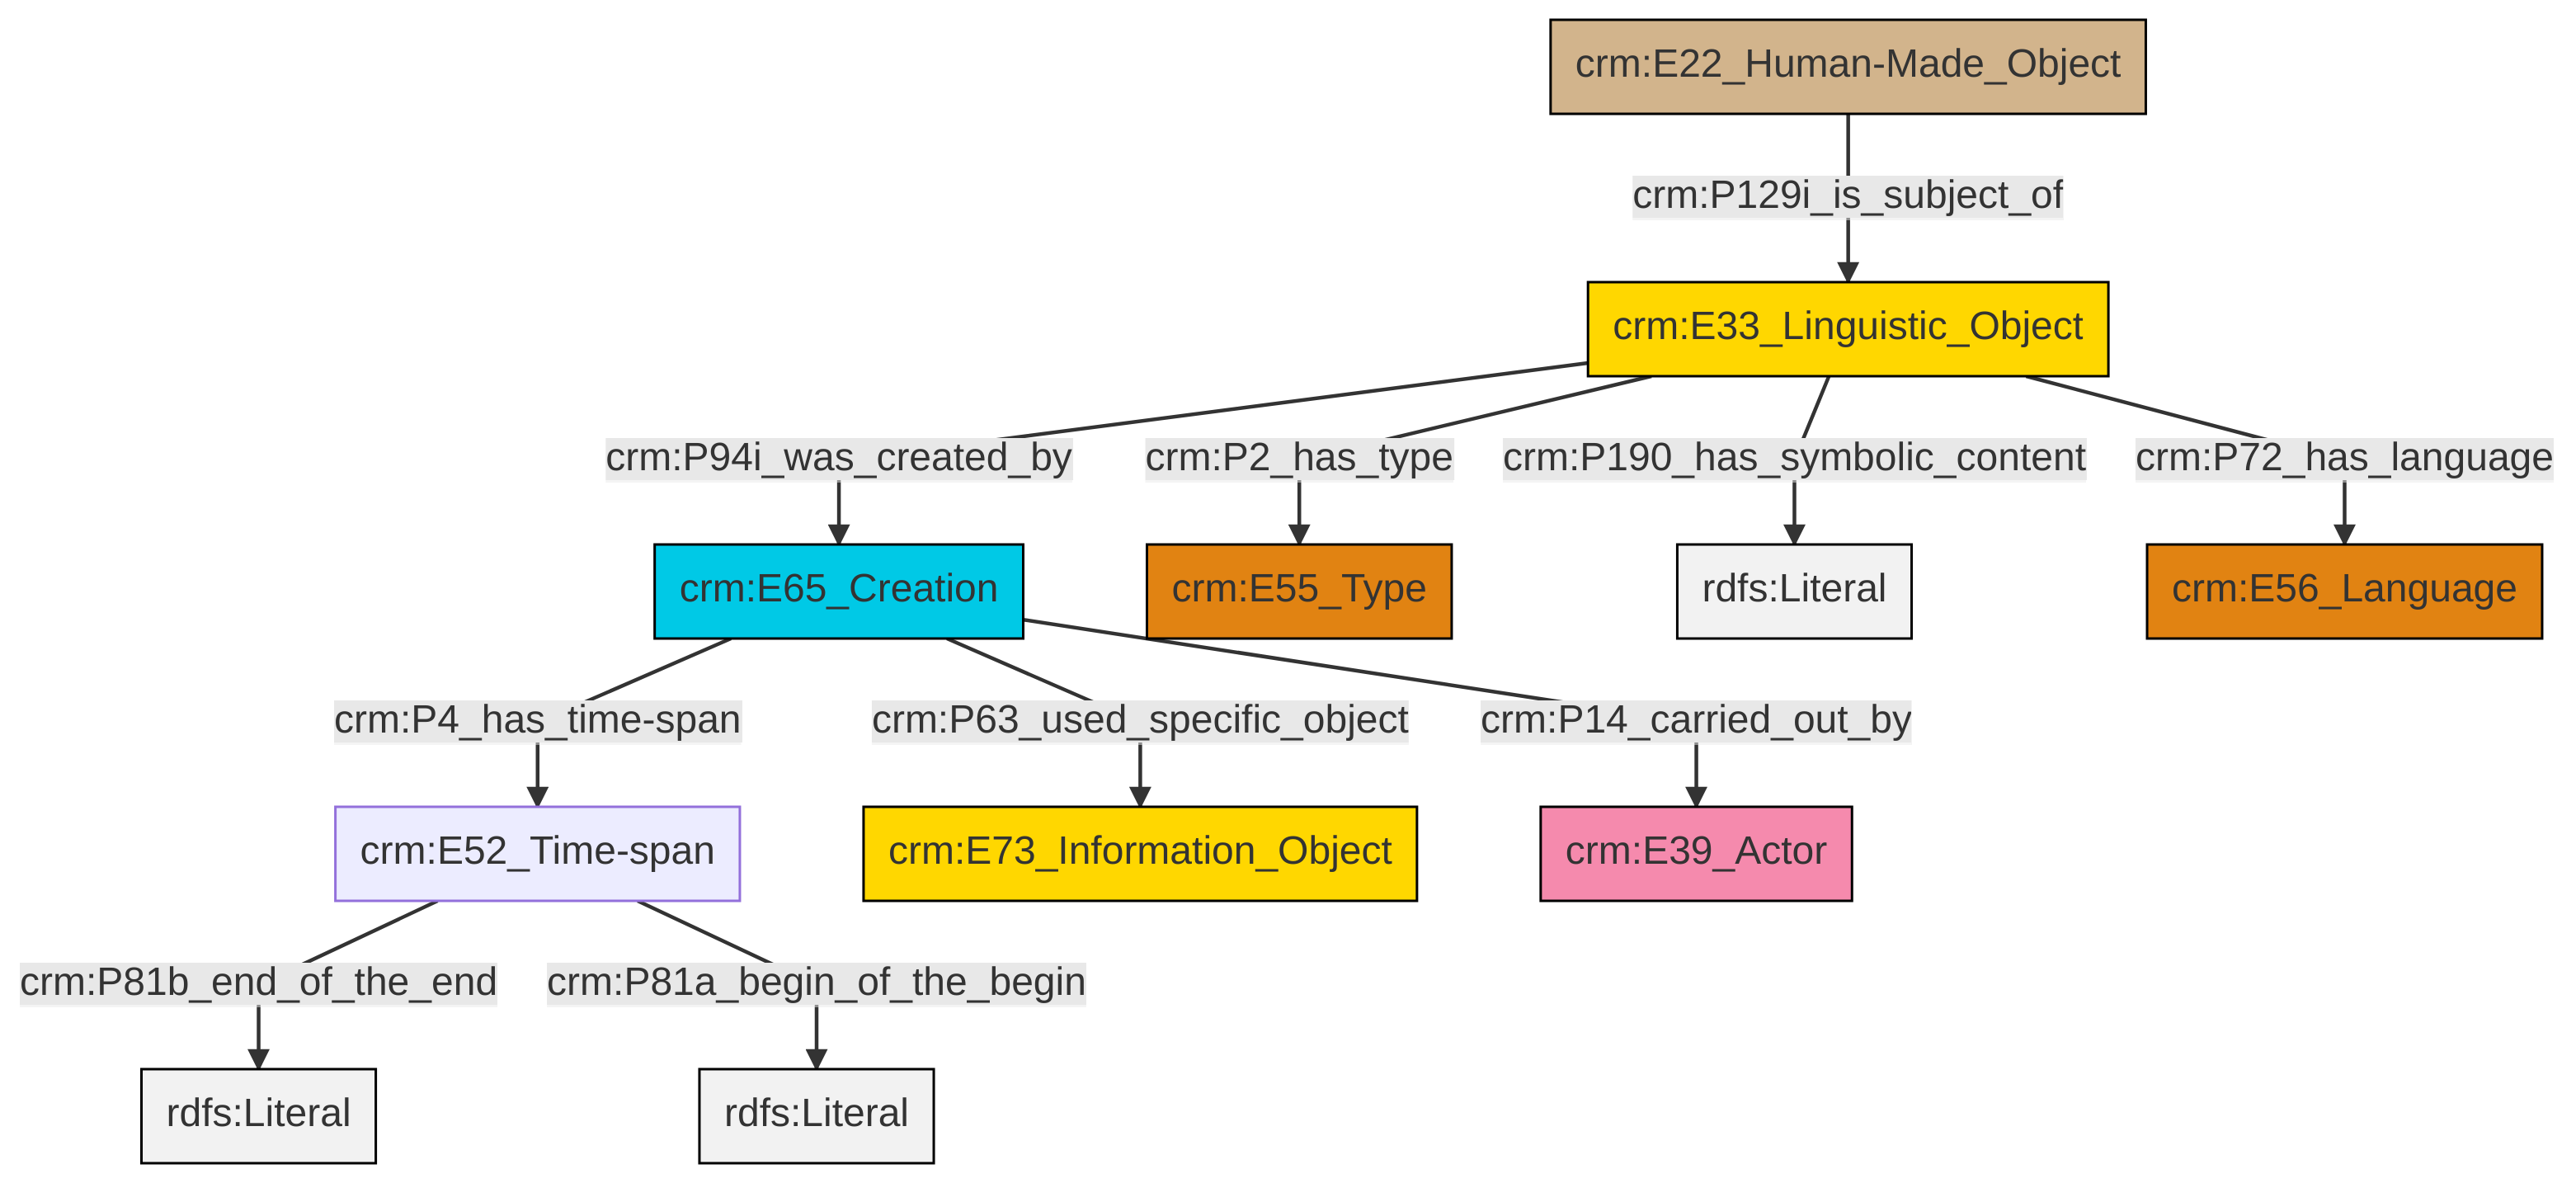 crm:E22_Human-Made_Object
crm:P129i_is_subject_of
crm:E33_Linguistic_Object
crm:P94i_was_created_by
crm:P2_has_type
crm:P190_has_symbolic_content
crm:P72_has_language
crm:E65_Creation
crm:E55_Type
rdfs:Literal
crm:E56_Language
crm:P4_has_time-span
crm:P63_used_specific_object
crm:P14_carried_out_by
crm:E52_Time-span
crm:E73_Information_Object
crm:E39_Actor
crm:P81b_end_of_the_end
crm:P81a_begin_of_the_begin
rdfs:Literal
rdfs:Literal